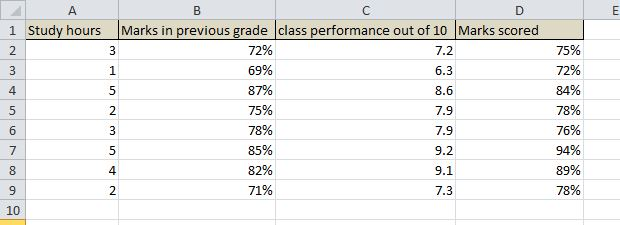 A B C D E
1 Study hours Marks in previous grade class performance out of 10 Marks scored
2 3 72% 7.2 75%
3 1 69% 6.3 72%
4 5 87% 8.6 84%
5 2 75% 7.9 78%
6 3 78% 7.9 76%
7 5 85% 9.2 94%
8 4 82% 9.1 89%
9 2 71% 7.3 78%
10